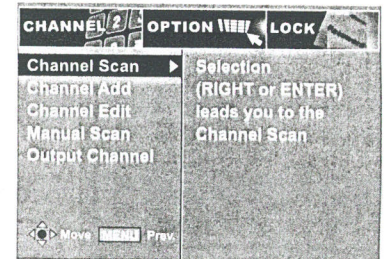 CHANNEL 2 OPTION LOCK
Channel Scan
Channel Add
Channel Edit
Manual Scan
Output Channel
Selection
(RIGHT or ENTER)
leads you to the
Channel Scan
Move MENU Prev.